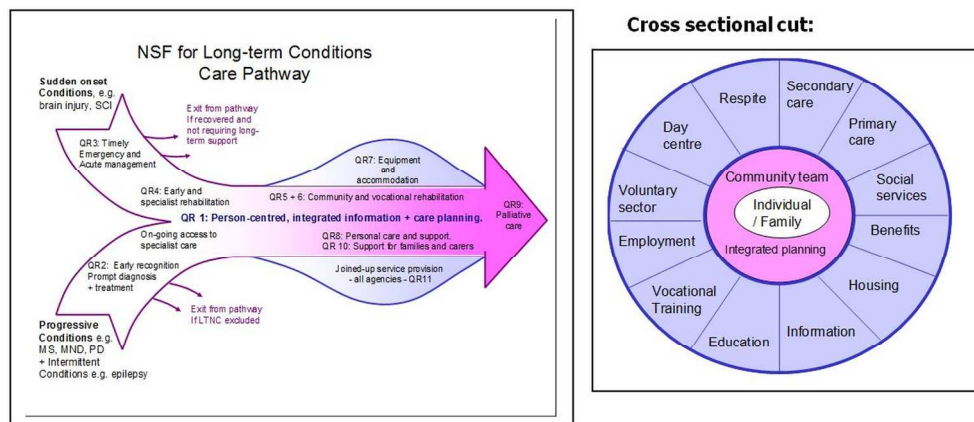 NSF for Long-term Conditions
Care Pathway
Sudden onset
Conditions, e.g.
brain injury, SCI
Exit from pathway
If recovered and
not requiring long-
term support
QR3: Timely
Emergency and
Acute management
QR7: Equipment
and
accommodation
QR4: Early and
specialist rehabilitation
QR5 + 6: Community and vocational rehabilitation
QR 1: Person-centred, integrated information + care planning.
QR9:
Palliative
care
On-going access to
specialist care
QR8: Personal care and support.
QR 10: Support for families and carers
QR2: Early recognition
Prompt diagnosis
+ treatment
Joined-up service provision
- all agencies - QR11
Exit from pathway
If LTNC excluded
Progressive
Conditions e.g.
MS, MND, PD
+ Intermittent
Conditions e.g. epilepsy
Cross sectional cut:
Respite
Secondary
care
Day
centre
Primary
care
Voluntary
sector
Social
services
Community team
Individual
/ Family
Integrated planning
Employment
Benefits
Vocational
Training
Housing
Education
Information